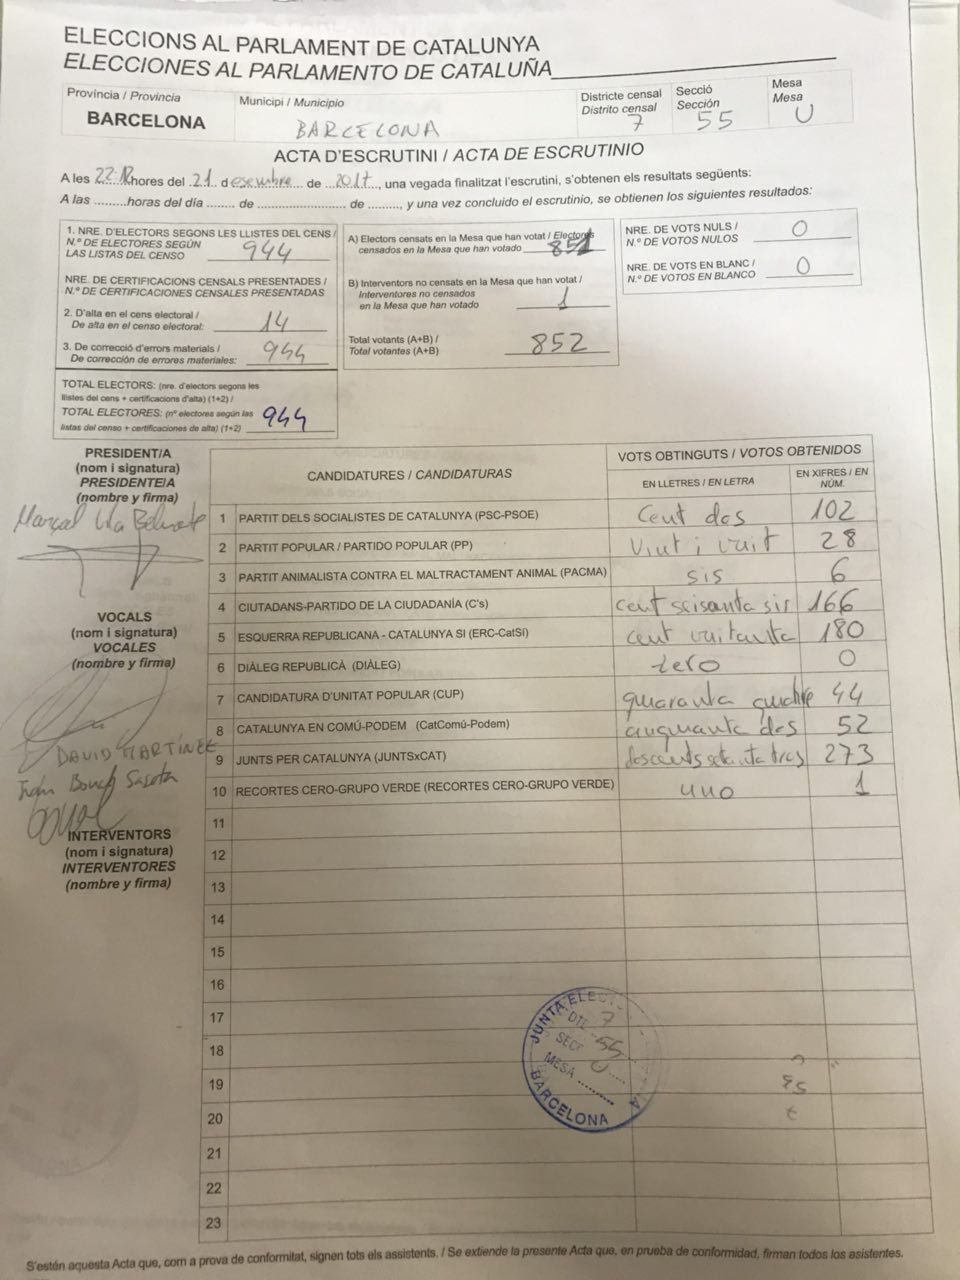 ELECCIONS AL PARLAMENT DE CATALUNYA
ELECCIONES AL PARLAMENTO DE CATALUÑA
Província / Provincia
BARCELONA
Municipi / Municipio
BARCELONA
Districte censal
Distrito censal
7
Secció
Sección
55
Mesa
Mesa
U
ACTA D'ESCRUTINI / ACTA DE ESCRUTINIO
A les 22:12 hores del 21 desembre de 2017, una vegada finalitzat l'escrutini, s'obtenen els resultats següents:
A las .........horas del día ........ de ........................ de ........., y una vez concluido el escrutinio, se obtienen los siguientes resultados:
1. NRE. D'ELECTORS SEGONS LES LLISTES DEL CENS /
N.º DE ELECTORES SEGÚN
LAS LISTAS DEL CENSO 944
NRE. DE CERTIFICACIONS CENSALS PRESENTADES /
N.º DE CERTIFICACIONES CENSALES PRESENTADAS
2. D'alta en el cens electoral /
De alta en el censo electoral: 14
3. De correcció d'errors materials /
De corrección de errores materiales: 944
TOTAL ELECTORS: (nre. d'electors segons les
llistes del cens + certificacions d'alta) (1+2) /
TOTAL ELECTORES: (nº electores según las
listas del censo + certificaciones de alta) (1+2) 944
A) Electors censats en la Mesa que han votat / Electores
censados en la Mesa que han votado 851
B) Interventors no censats en la Mesa que han votat /
Interventores no censados
en la Mesa que han votado 1
Total votants (A+B) /
Total votantes (A+B) 852
NRE. DE VOTS NULS /
N.º DE VOTOS NULOS 0
NRE. DE VOTS EN BLANC /
N.º DE VOTOS EN BLANCO 0
PRESIDENT/A
(nom i signatura)
PRESIDENTE/A
(nombre y firma)
Marçal
VOCALS
(nom i signatura)
VOCALES
(nombre y firma)
DAVID MARTÍNEZ
INTERVENTORS
(nom i signatura)
INTERVENTORES
(nombre y firma)
CANDIDATURES / CANDIDATURAS
VOTS OBTINGUTS / VOTOS OBTENIDOS
EN LLETRES / EN LETRA
EN XIFRES / EN NÚM.
1 PARTIT DELS SOCIALISTES DE CATALUNYA (PSC-PSOE) Cent dos 102
2 PARTIT POPULAR / PARTIDO POPULAR (PP) Vint i vuit 28
3 PARTIT ANIMALISTA CONTRA EL MALTRACTAMENT ANIMAL (PACMA) sis 6
4 CIUTADANS-PARTIDO DE LA CIUDADANÍA (C's) cent seisanta sis 166
5 ESQUERRA REPUBLICANA - CATALUNYA SI (ERC-CatSí) cent vuitanta 180
6 DIÀLEG REPUBLICÀ (DIÀLEG) zero 0
7 CANDIDATURA D'UNITAT POPULAR (CUP) quaranta quatre 44
8 CATALUNYA EN COMÚ-PODEM (CatComú-Podem) cinquanta dos 52
9 JUNTS PER CATALUNYA (JUNTSxCAT) doscents setanta tres 273
10 RECORTES CERO-GRUPO VERDE (RECORTES CERO-GRUPO VERDE) uno 1
11
12
13
14
15
16
17
18
19
20
21
22
23
JUNTA ELEC
DTE. 7
SECC. 55
MESA U
BARCELONA
S'estén aquesta Acta que, com a prova de conformitat, signen tots els assistents. / Se extiende la presente Acta que, en prueba de conformidad, firman todos los asistentes.